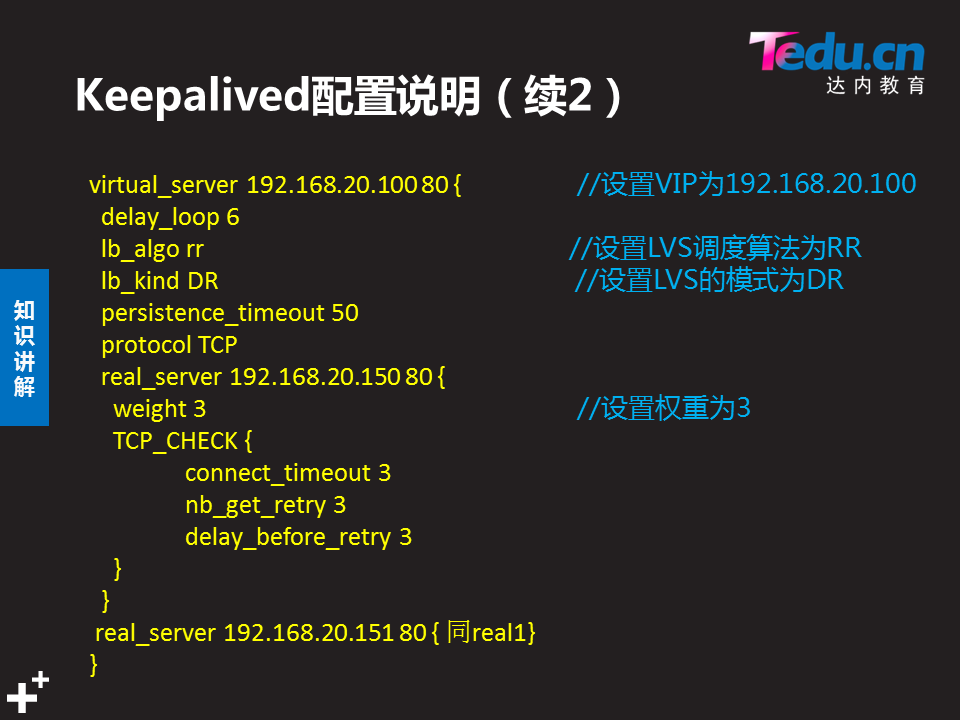 Tedu.cn
达内教育
Keepalived配置说明（续2）
virtual_server 192.168.20.100 80 { //设置VIP为192.168.20.100
delay_loop 6
lb_algo rr //设置LVS调度算法为RR
lb_kind DR //设置LVS的模式为DR
persistence_timeout 50
protocol TCP
real_server 192.168.20.150 80 {
weight 3 //设置权重为3
TCP_CHECK {
connect_timeout 3
nb_get_retry 3
delay_before_retry 3
}
}
real_server 192.168.20.151 80 { 同real1}
}
知识讲解